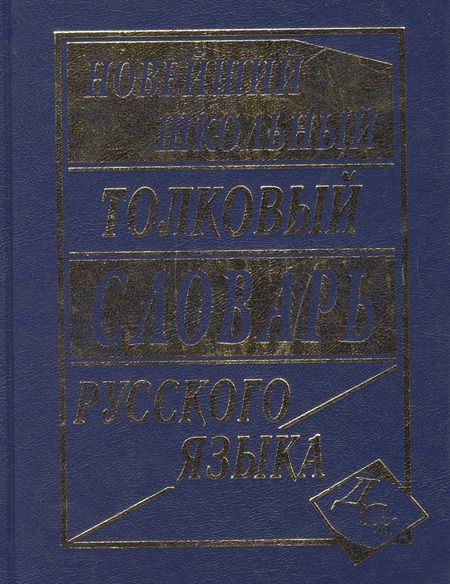 НОВЕЙШИЙ
ШКОЛЬНЫЙ
ТОЛКОВЫЙ
СЛОВАРЬ
РУССКОГО
ЯЗЫКА